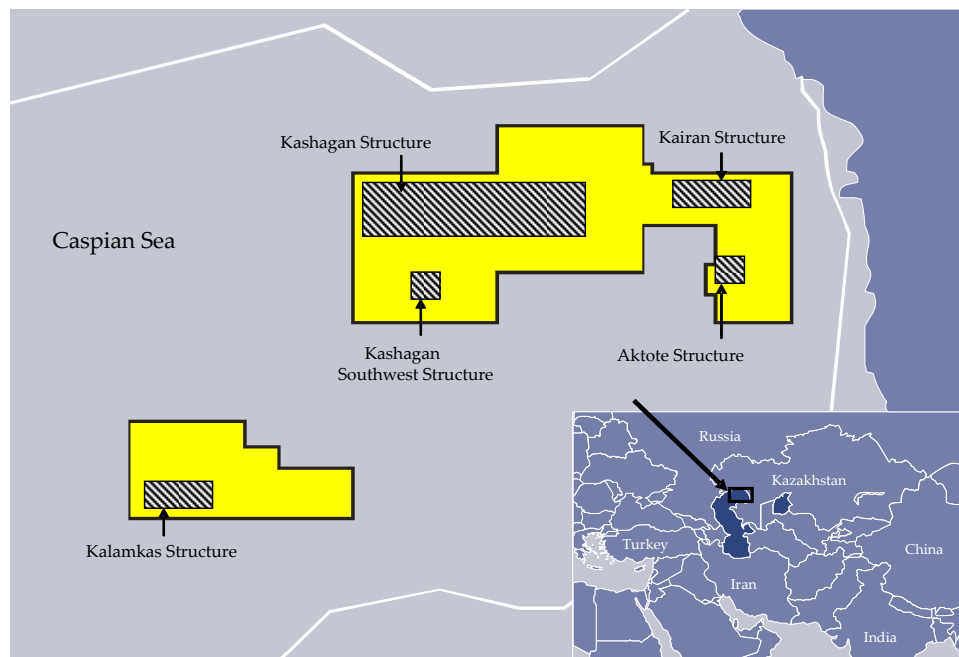 Kashagan Structure
Kairan Structure
Caspian Sea
Kashagan
Southwest Structure
Aktote Structure
Kalamkas Structure
Russia
Kazakhstan
Turkey
China
Iran
India